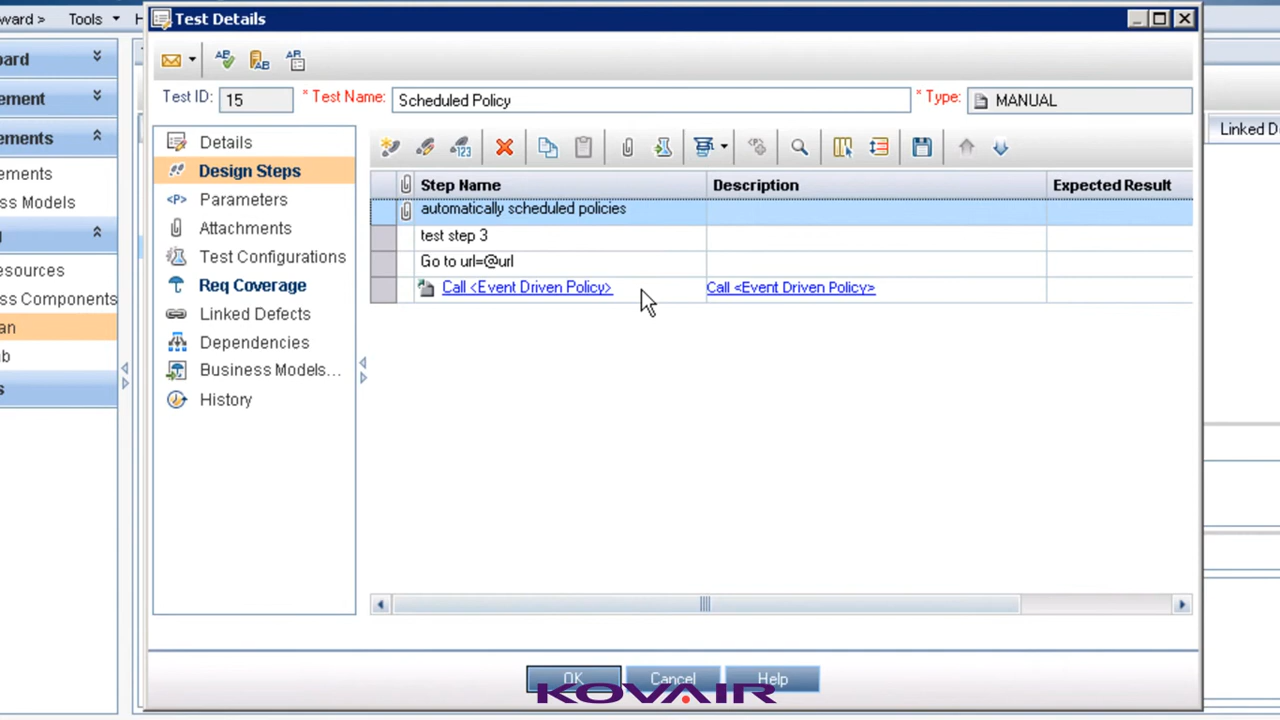 ward >
Tools
H
Test Details
Test ID:
15
* Test Name:
Scheduled Policy
* Type:
MANUAL
ard
ement
ements
ements
ss Models
l
esources
ss Components
an
b
s
Details
Design Steps
<P> Parameters
Attachments
Test Configurations
Req Coverage
Linked Defects
Dependencies
Business Models...
History
Step Name
Description
Expected Result
automatically scheduled policies
test step 3
Go to url=@url
Call <Event Driven Policy>
Call <Event Driven Policy>
Linked D
OK
Cancel
Help
KOVAIR